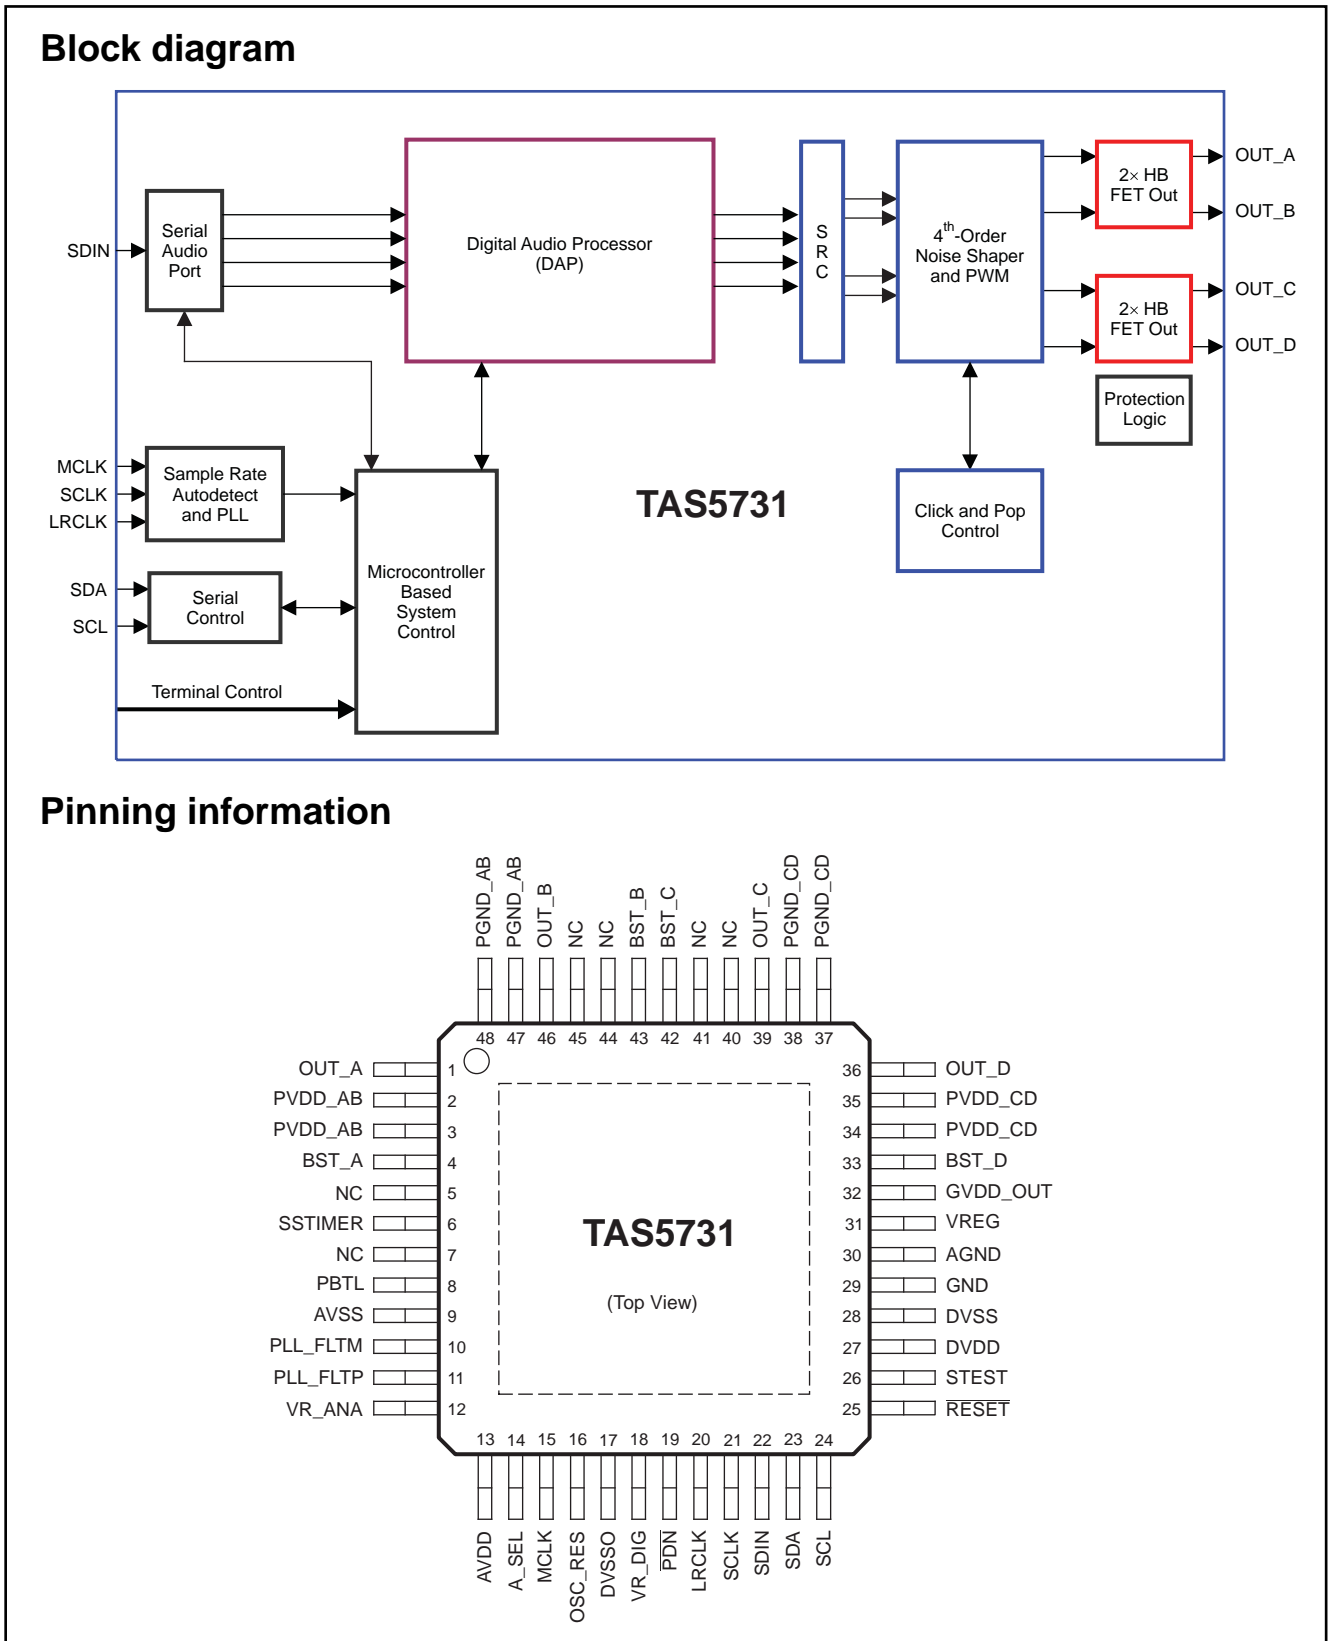 Block diagram
SDIN
Serial
Audio
Port
Digital Audio Processor
(DAP)
S
R
C
4th-Order
Noise Shaper
and PWM
2× HB
FET Out
OUT_A
OUT_B
2× HB
FET Out
OUT_C
OUT_D
Protection
Logic
MCLK
SCLK
LRCLK
Sample Rate
Autodetect
and PLL
SDA
SCL
Serial
Control
Terminal Control
Microcontroller
Based
System
Control
TAS5731
Click and Pop
Control
Pinning information
PGND_AB
PGND_AB
OUT_B
NC
NC
BST_B
BST_C
NC
NC
OUT_C
PGND_CD
PGND_CD
48 47 46 45 44 43 42 41 40 39 38 37
OUT_A 1
PVDD_AB 2
PVDD_AB 3
BST_A 4
NC 5
SSTIMER 6
NC 7
PBTL 8
AVSS 9
PLL_FLTM 10
PLL_FLTP 11
VR_ANA 12
TAS5731
(Top View)
36 OUT_D
35 PVDD_CD
34 PVDD_CD
33 BST_D
32 GVDD_OUT
31 VREG
30 AGND
29 GND
28 DVSS
27 DVDD
26 STEST
25 RESET
13 14 15 16 17 18 19 20 21 22 23 24
AVDD
A_SEL
MCLK
OSC_RES
DVSSO
VR_DIG
PDN
LRCLK
SCLK
SDIN
SDA
SCL